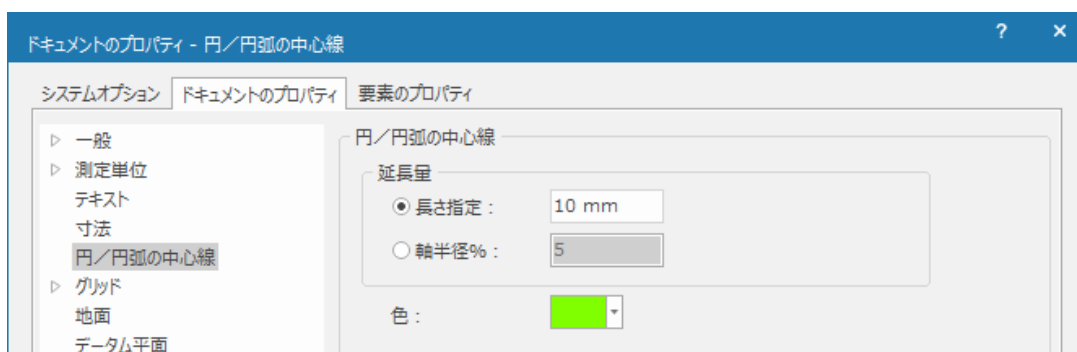 ドキュメントのプロパティ - 円／円弧の中心線 ? ×
システムオプション ドキュメントのプロパティ 要素のプロパティ
一般
測定単位
テキスト
寸法
円／円弧の中心線
グリッド
地面
データム平面
円／円弧の中心線
延長量
長さ指定： 10 mm
軸半径%： 5
色：